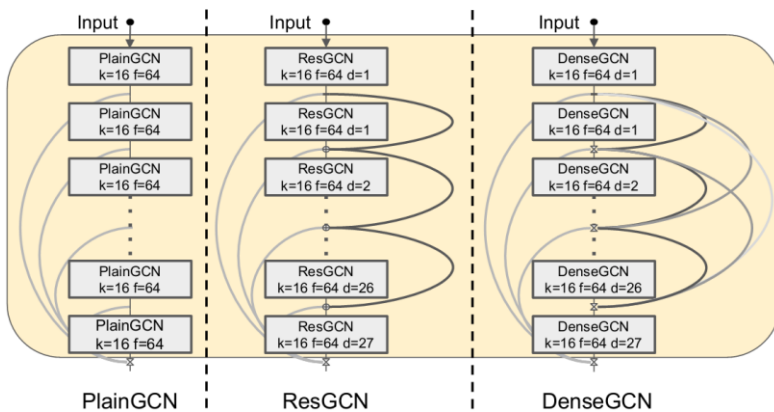 Input
PlainGCN
k=16 f=64
PlainGCN
k=16 f=64
PlainGCN
k=16 f=64
PlainGCN
k=16 f=64
PlainGCN
k=16 f=64
PlainGCN
Input
ResGCN
k=16 f=64 d=1
ResGCN
k=16 f=64 d=1
ResGCN
k=16 f=64 d=2
ResGCN
k=16 f=64 d=26
ResGCN
k=16 f=64 d=27
ResGCN
Input
DenseGCN
k=16 f=64 d=1
DenseGCN
k=16 f=64 d=1
DenseGCN
k=16 f=64 d=2
DenseGCN
k=16 f=64 d=26
DenseGCN
k=16 f=64 d=27
DenseGCN